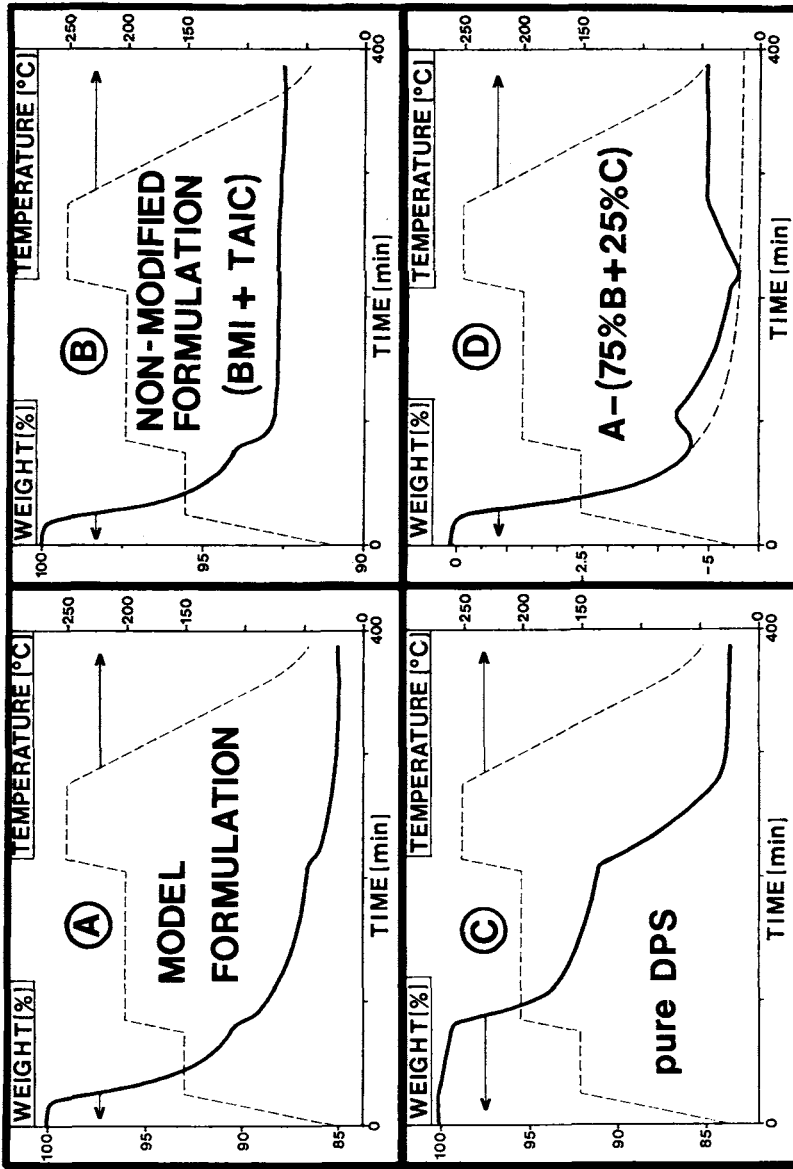 WEIGHT[%]
TEMPERATURE [°C]
100
95
90
85
250
200
150
0
A
MODEL
FORMULATION
0
400
TIME [min]
WEIGHT[%]
TEMPERATURE [°C]
100
95
90
250
200
150
0
B
NON-MODIFIED
FORMULATION
(BMI + TAIC)
0
400
TIME [min]
WEIGHT[%]
TEMPERATURE [°C]
100
95
90
85
250
200
150
0
C
pure DPS
0
400
TIME [min]
WEIGHT[%]
TEMPERATURE [°C]
0
-2.5
-5
250
200
150
0
D
A-(75%B+25%C)
0
400
TIME [min]